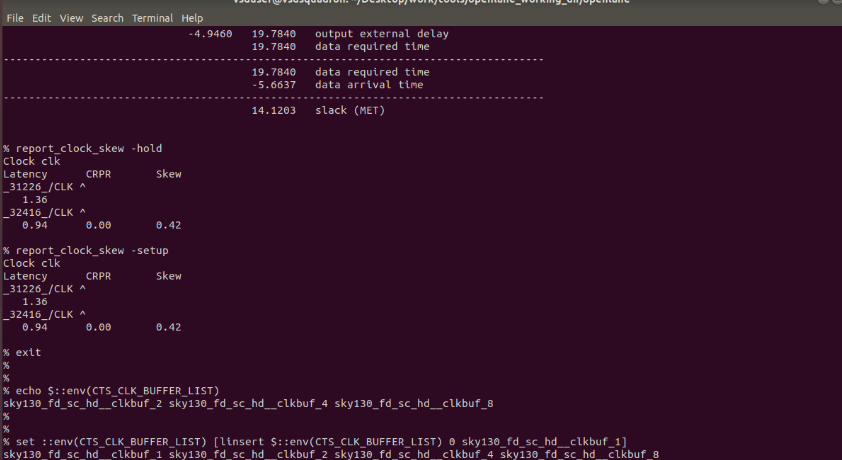 vsduser@vsdsquadron: ~/Desktop/work/tools/openlane_working_dir/openlane
File Edit View Search Terminal Help
-4.9460 19.7840 output external delay
19.7840 data required time
---------------------------------------------------------------------------------
19.7840 data required time
-5.6637 data arrival time
---------------------------------------------------------------------------------
14.1203 slack (MET)
% report_clock_skew -hold
Clock clk
Latency CRPR Skew
_31226_/CLK ^
1.36
_32416_/CLK ^
0.94 0.00 0.42
% report_clock_skew -setup
Clock clk
Latency CRPR Skew
_31226_/CLK ^
1.36
_32416_/CLK ^
0.94 0.00 0.42
% exit
%
%
% echo $::env(CTS_CLK_BUFFER_LIST)
sky130_fd_sc_hd__clkbuf_2 sky130_fd_sc_hd__clkbuf_4 sky130_fd_sc_hd__clkbuf_8
%
%
% set ::env(CTS_CLK_BUFFER_LIST) [linsert $::env(CTS_CLK_BUFFER_LIST) 0 sky130_fd_sc_hd__clkbuf_1]
sky130_fd_sc_hd__clkbuf_1 sky130_fd_sc_hd__clkbuf_2 sky130_fd_sc_hd__clkbuf_4 sky130_fd_sc_hd__clkbuf_8